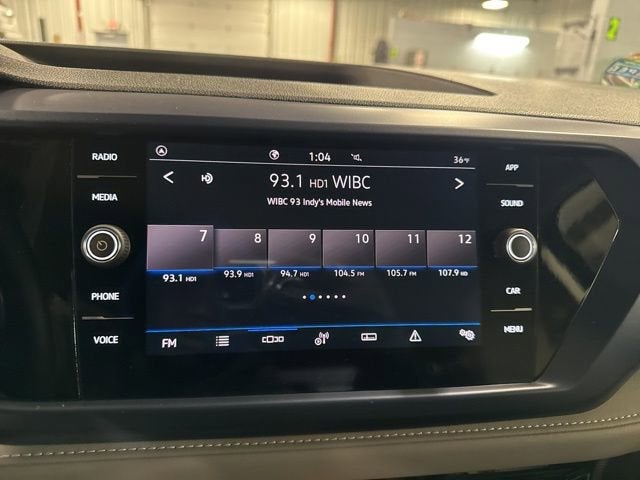 RADIO
MEDIA
PHONE
VOICE
1:04
36°F
93.1 HD1 WIBC
WIBC 93 Indy's Mobile News
7 8 9 10 11 12
93.1 HD1 93.9 HD1 94.7 HD1 104.5 FM 105.7 FM 107.9 HD
FM
APP
SOUND
CAR
MENU
2